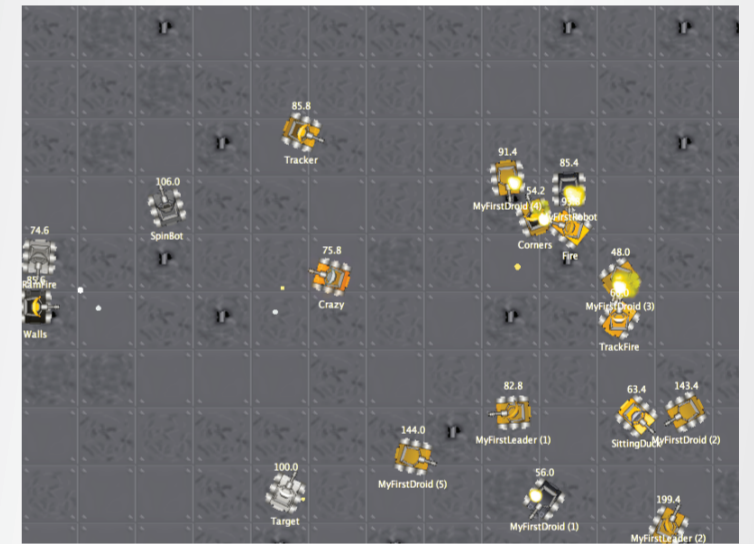 85.8
Tracker
91.4
85.4
106.0
54.2
MyFirstDroid (4)
MyFirstRobot
SpinBot
74.6
Corners
Fire
75.8
48.0
RamFire
Crazy
MyFirstDroid (3)
Walls
TrackFire
82.8
63.4
143.4
144.0
MyFirstLeader (1)
SittingDuck
MyFirstDroid (2)
100.0
56.0
MyFirstDroid (5)
199.4
Target
MyFirstDroid (1)
MyFirstLeader (2)